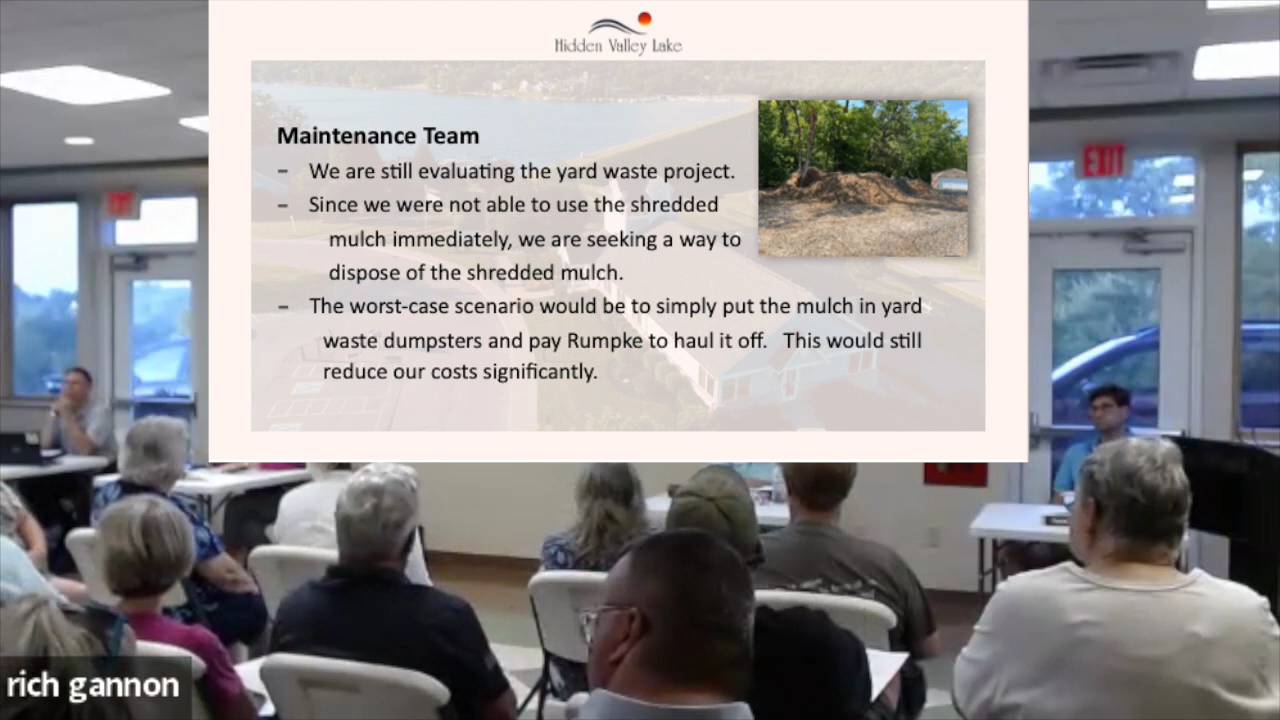 Hidden Valley Lake
Maintenance Team
– We are still evaluating the yard waste project.
– Since we were not able to use the shredded
mulch immediately, we are seeking a way to
dispose of the shredded mulch.
– The worst-case scenario would be to simply put the mulch in yard
waste dumpsters and pay Rumpke to haul it off. This would still
reduce our costs significantly.
EXIT
EXIT
rich gannon